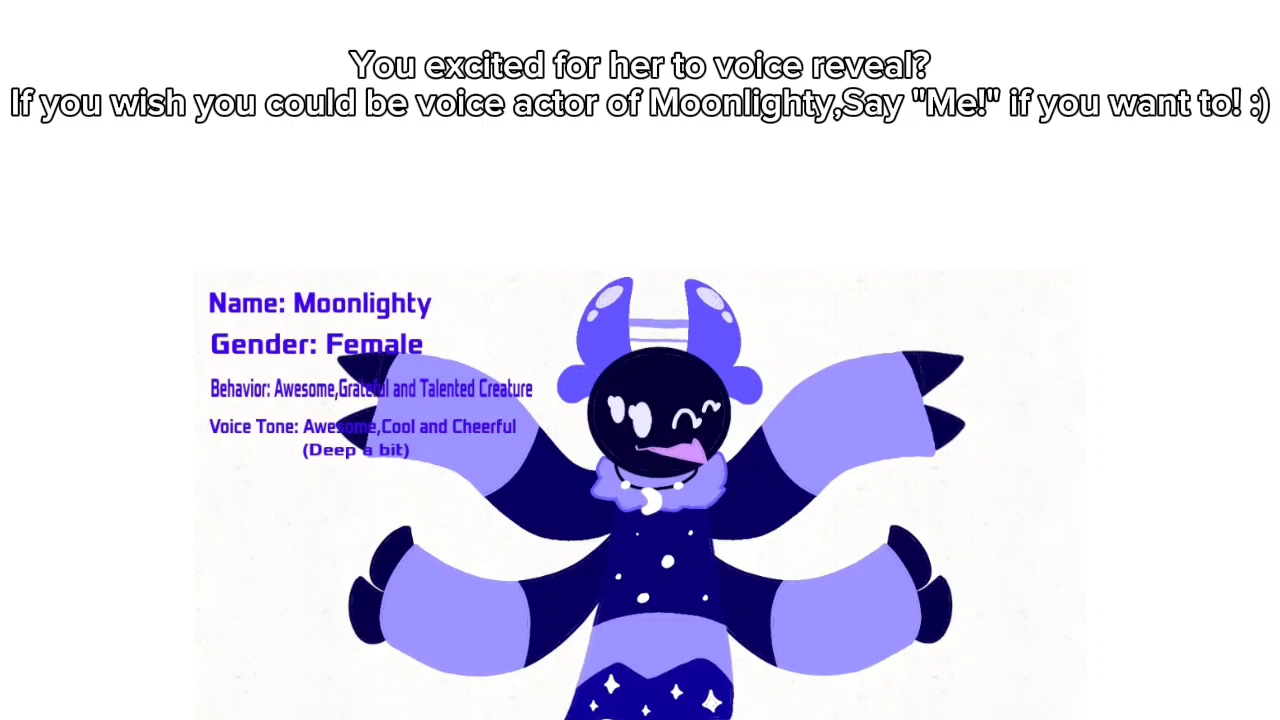 You excited for her to voice reveal?
If you wish you could be voice actor of Moonlighty,Say "Me!" if you want to! :)
Name: Moonlighty
Gender: Female
Behavior: Awesome,Grateful and Talented Creature
Voice Tone: Awesome,Cool and Cheerful
(Deep a bit)